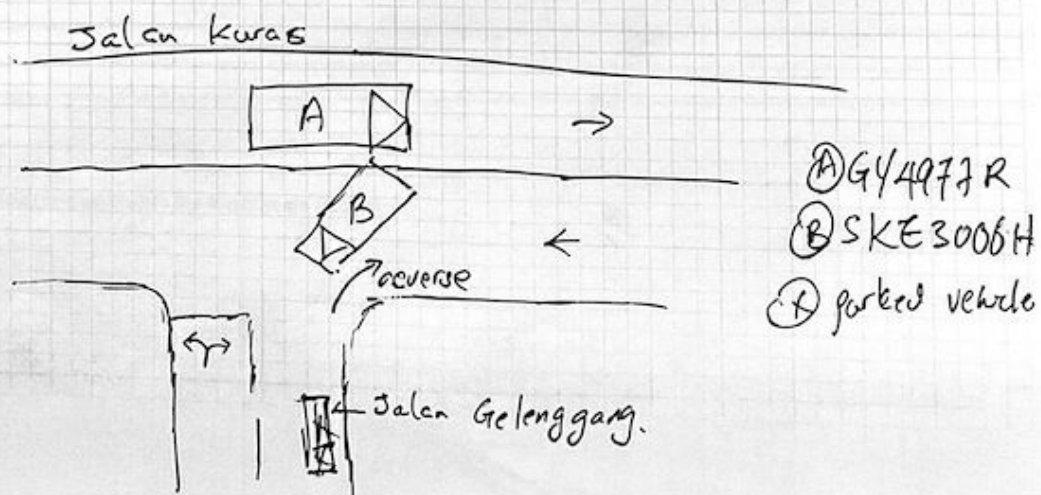 Jalan Kuras
A
B
reverse
Jalan Gelenggang.
Ⓐ GY4977R
Ⓑ SKE3006H
Ⓧ parked vehicle